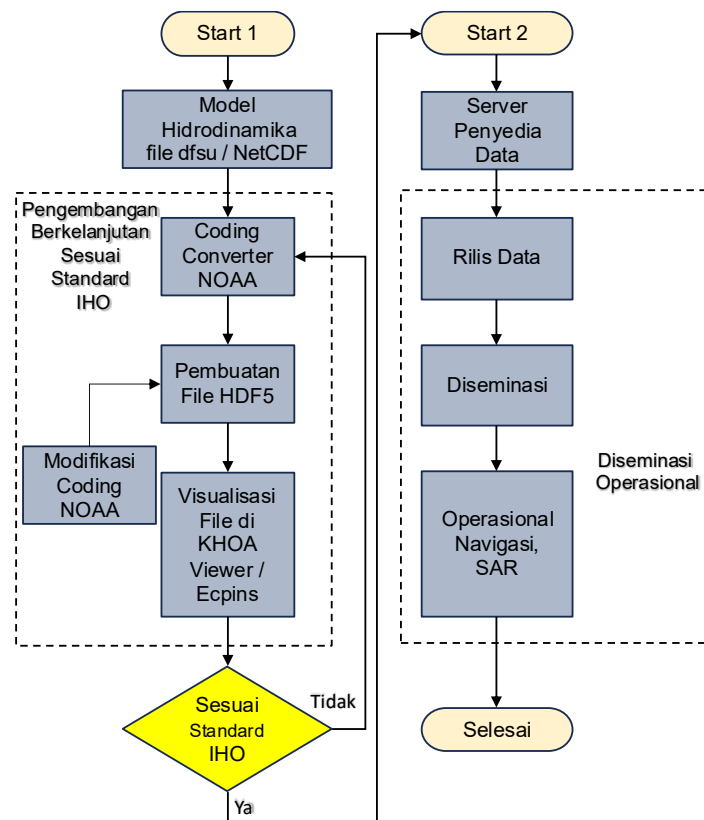 Start 1
Model
Hidrodinamika
file dfsu / NetCDF
Pengembangan
Berkelanjutan
Sesuai
Standard
IHO
Coding
Converter
NOAA
Pembuatan
File HDF5
Modifikasi
Coding
NOAA
Visualisasi
File di
KHOA
Viewer /
Ecpins
Sesuai
Standard
IHO
Tidak
Ya
Start 2
Server
Penyedia
Data
Rilis Data
Diseminasi
Diseminasi
Operasional
Operasional
Navigasi,
SAR
Selesai